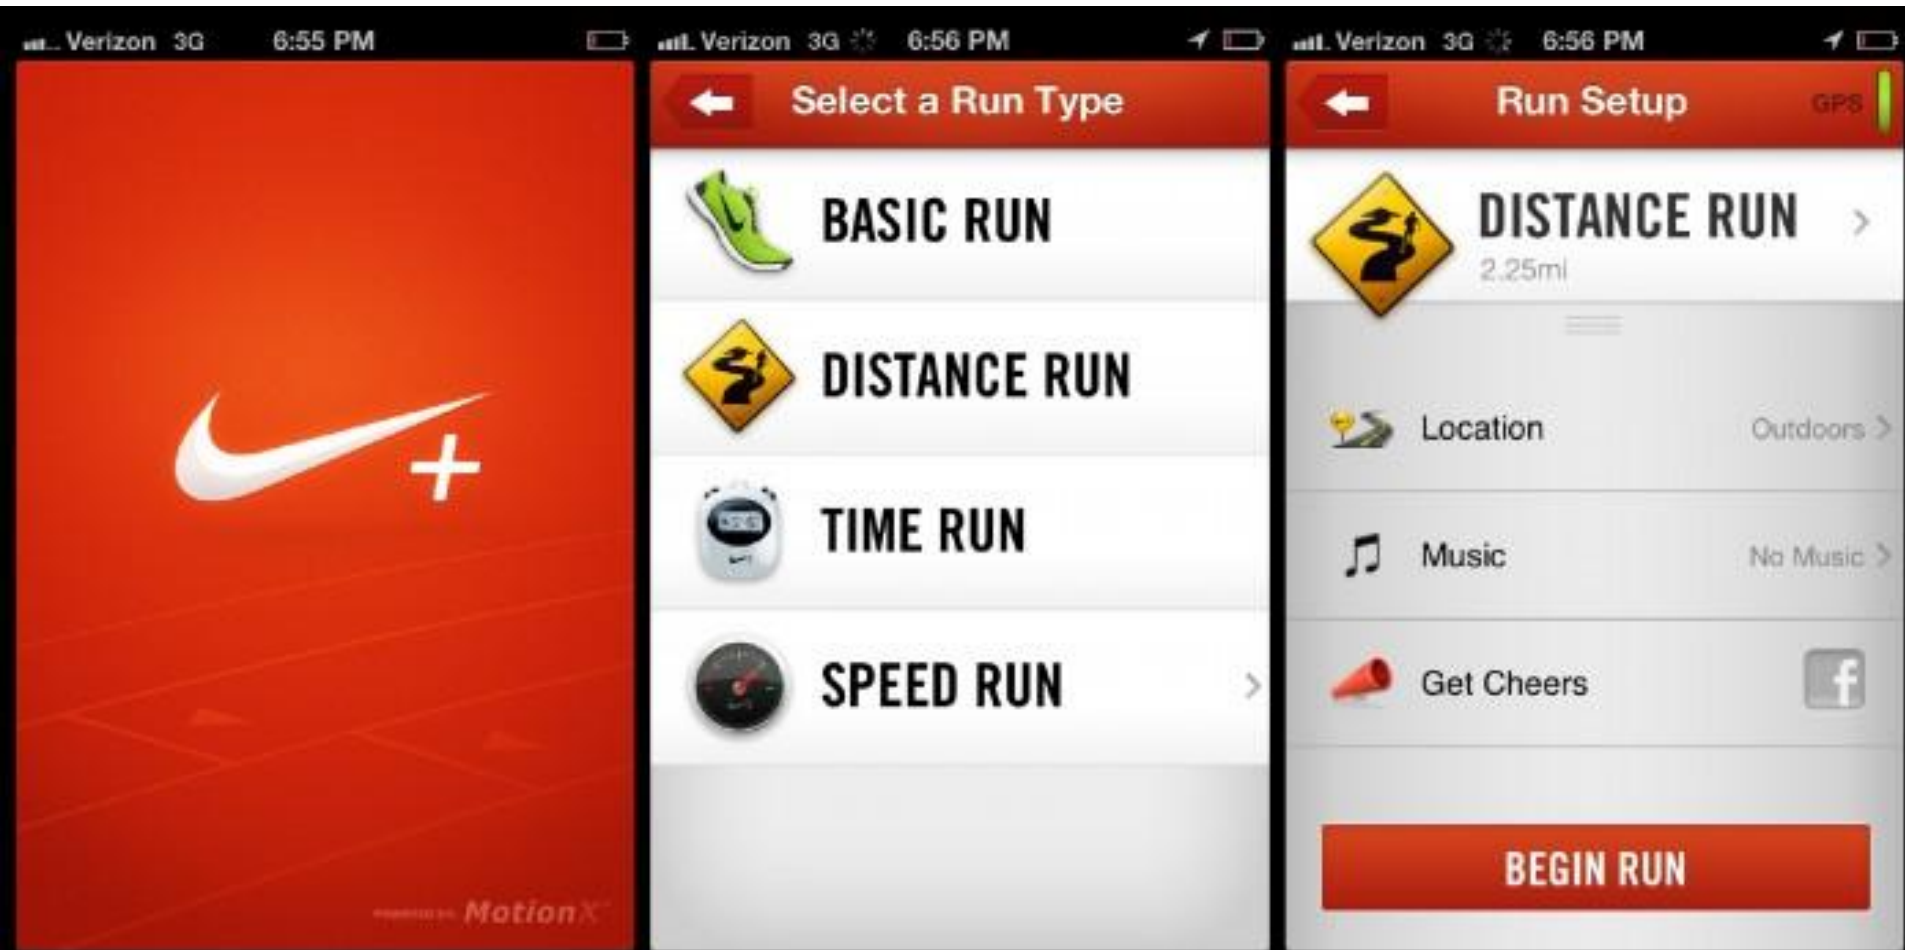 Verizon 3G 6:55 PM
POWERED BY MotionX
Verizon 3G 6:56 PM
Select a Run Type
BASIC RUN
DISTANCE RUN
TIME RUN
SPEED RUN
Verizon 3G 6:56 PM
Run Setup GPS
DISTANCE RUN
2.25mi
Location Outdoors
Music No Music
Get Cheers f
BEGIN RUN